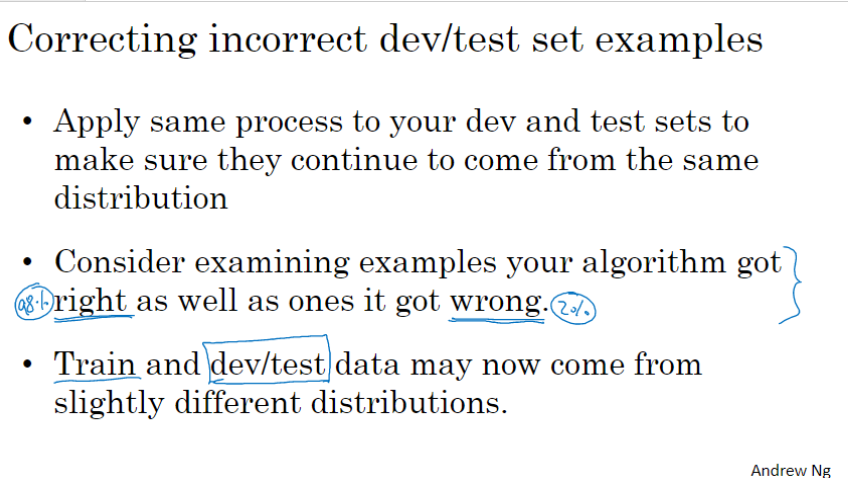 Correcting incorrect dev/test set examples
• Apply same process to your dev and test sets to
make sure they continue to come from the same
distribution
• Consider examining examples your algorithm got
98% right as well as ones it got wrong. 2%
• Train and dev/test data may now come from
slightly different distributions.
Andrew Ng